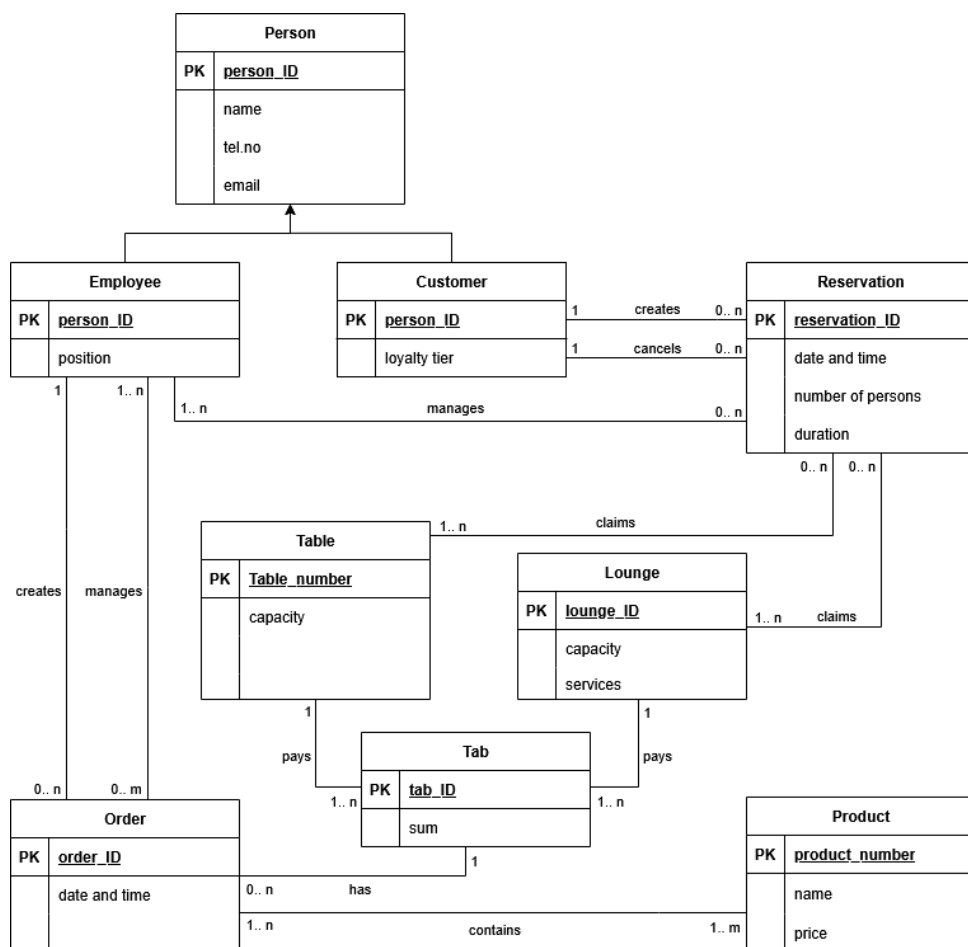 Person
PK person_ID
name
tel.no
email
Employee
PK person_ID
position
Customer
PK person_ID
loyalty tier
Reservation
PK reservation_ID
date and time
number of persons
duration
1 creates 0.. n
1 cancels 0.. n
1 1.. n
1.. n manages 0.. n
0.. n 0.. n
1.. n claims
Table
PK Table_number
capacity
Lounge
PK lounge_ID
capacity
services
creates manages
1.. n claims
1 1
pays pays
Tab
PK tab_ID
sum
1.. n 1.. n
0.. n 0.. m
Order
PK order_ID
date and time
1
0.. n has
Product
PK product_number
name
price
1.. n contains 1.. m